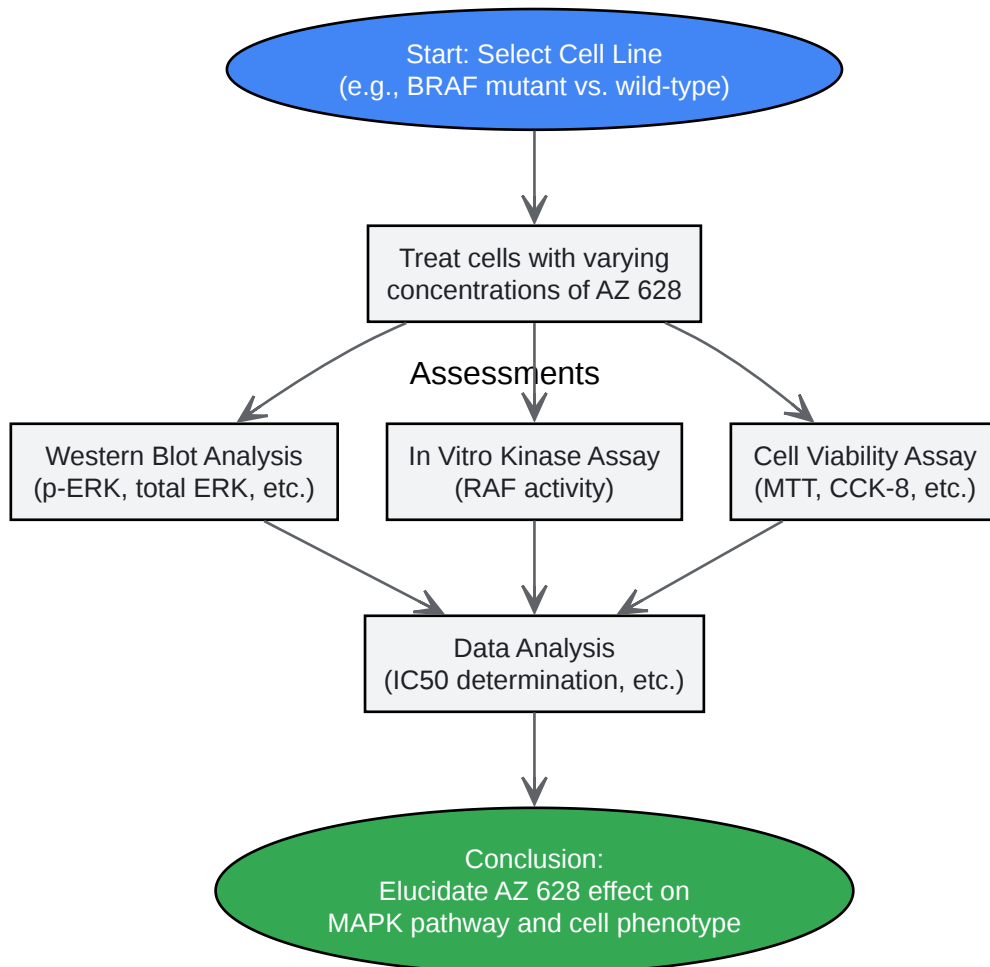 Start: Select Cell Line
(e.g., BRAF mutant vs. wild-type)
Treat cells with varying
concentrations of AZ 628
Assessments
Western Blot Analysis
(p-ERK, total ERK, etc.)
In Vitro Kinase Assay
(RAF activity)
Cell Viability Assay
(MTT, CCK-8, etc.)
Data Analysis
(IC50 determination, etc.)
Conclusion:
Elucidate AZ 628 effect on
MAPK pathway and cell phenotype